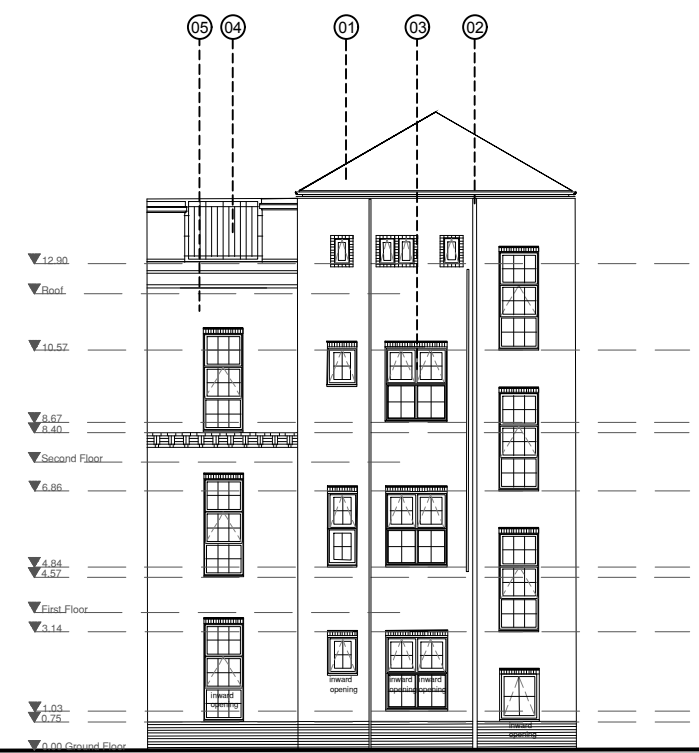 05 04 01 03 02
12.90
Roof
10.57
8.67
8.40
Second Floor
6.86
4.84
4.57
First Floor
3.14
inward
opening
inward
opening
inward
opening
inward
opening
1.03
0.75
inward
opening
0.00 Ground Floor